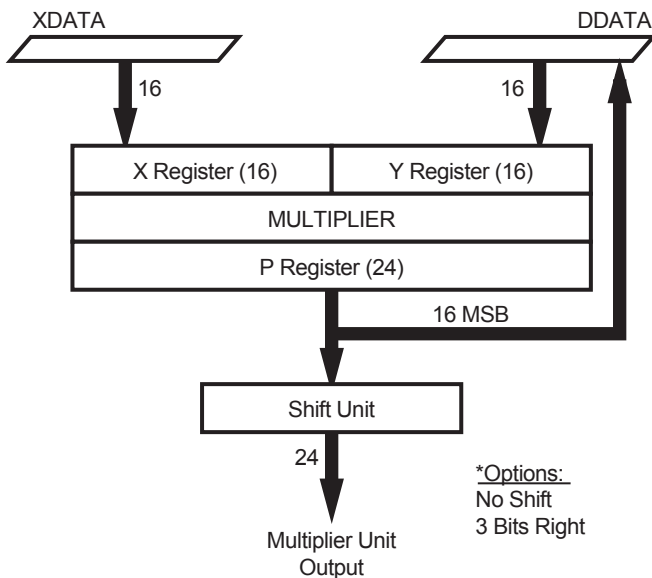 XDATA
DDATA
16
16
X Register (16)
Y Register (16)
MULTIPLIER
P Register (24)
16 MSB
Shift Unit
24
*Options:
No Shift
3 Bits Right
Multiplier Unit
Output